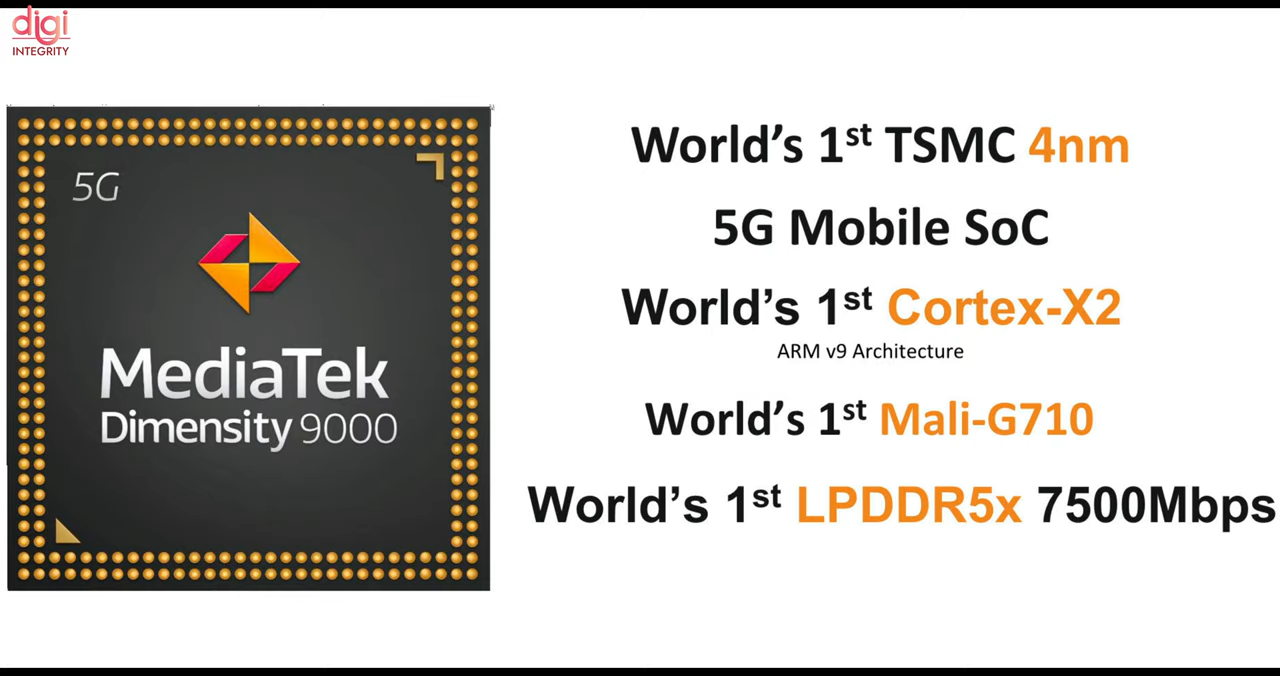 digi
INTEGRITY
5G
MediaTek
Dimensity 9000
World's 1st TSMC 4nm
5G Mobile SoC
World's 1st Cortex-X2
ARM v9 Architecture
World's 1st Mali-G710
World's 1st LPDDR5x 7500Mbps